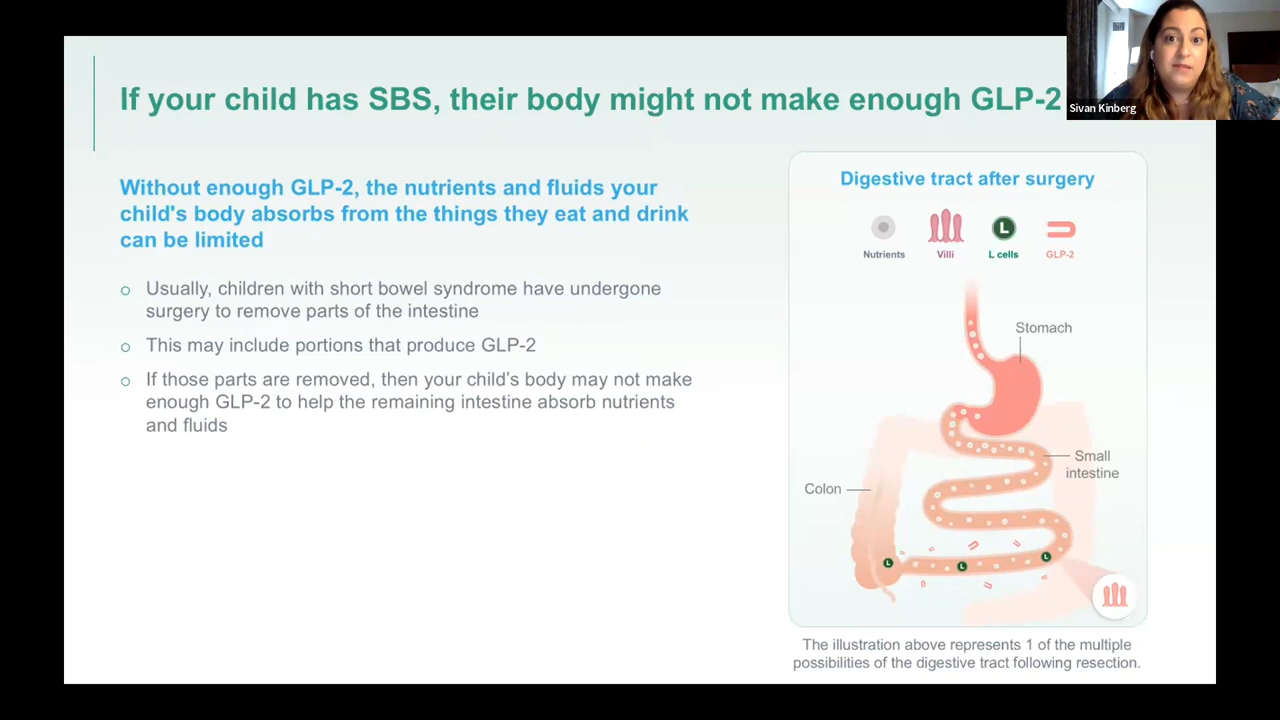 If your child has SBS, their body might not make enough GLP-2
Sivan Kinberg
Without enough GLP-2, the nutrients and fluids your
child's body absorbs from the things they eat and drink
can be limited
Usually, children with short bowel syndrome have undergone
surgery to remove parts of the intestine
This may include portions that produce GLP-2
If those parts are removed, then your child’s body may not make
enough GLP-2 to help the remaining intestine absorb nutrients
and fluids
Digestive tract after surgery
L
Nutrients
Villi
L cells
GLP-2
Stomach
Small
intestine
Colon
L
L
L
The illustration above represents 1 of the multiple
possibilities of the digestive tract following resection.